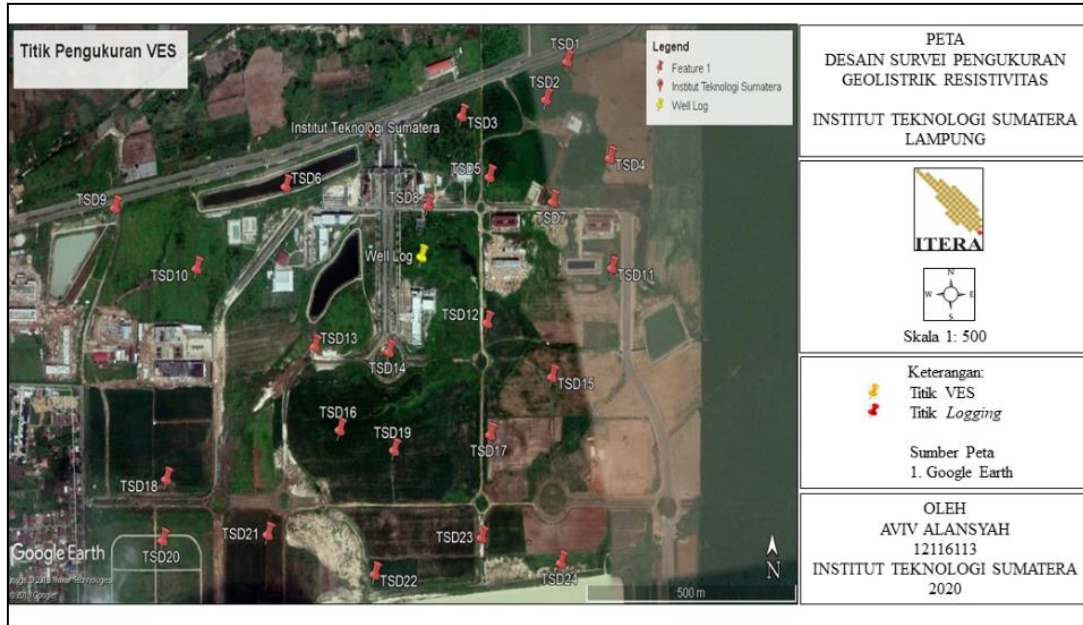 Titik Pengukuran VES
Legend
Feature 1
Institut Teknologi Sumatera
Well Log
TSD1
TSD2
TSD3
Institut Teknologi Sumatera
TSD4
TSD5
TSD6
TSD7
TSD8
TSD9
Well Log
TSD10
TSD11
TSD12
TSD13
TSD14
TSD15
TSD16
TSD19
TSD17
TSD18
TSD20
TSD21
TSD23
TSD22
TSD24
Google Earth
500 m
N
PETA
DESAIN SURVEI PENGUKURAN
GEOLISTRIK RESISTIVITAS
INSTITUT TEKNOLOGI SUMATERA
LAMPUNG
ITERA
N
W E
S
Skala 1: 500
Keterangan:
Titik VES
Titik Logging
Sumber Peta
1. Google Earth
OLEH
AVIV ALANSYAH
12116113
INSTITUT TEKNOLOGI SUMATERA
2020